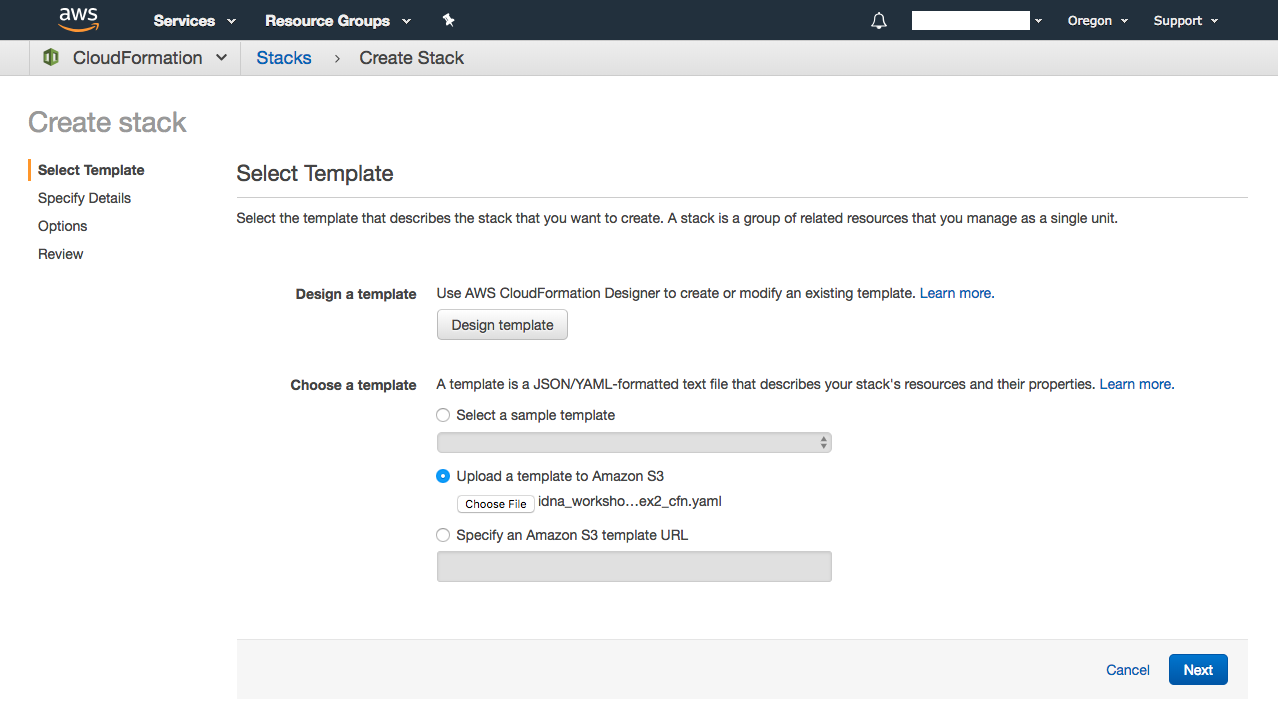 aws Services Resource Groups Oregon Support
CloudFormation Stacks › Create Stack
Create stack
Select Template
Specify Details
Options
Review
Select Template
Select the template that describes the stack that you want to create. A stack is a group of related resources that you manage as a single unit.
Design a template Use AWS CloudFormation Designer to create or modify an existing template. Learn more.
Design template
Choose a template A template is a JSON/YAML-formatted text file that describes your stack's resources and their properties. Learn more.
Select a sample template
Upload a template to Amazon S3
Choose File idna_worksho…ex2_cfn.yaml
Specify an Amazon S3 template URL
Cancel Next